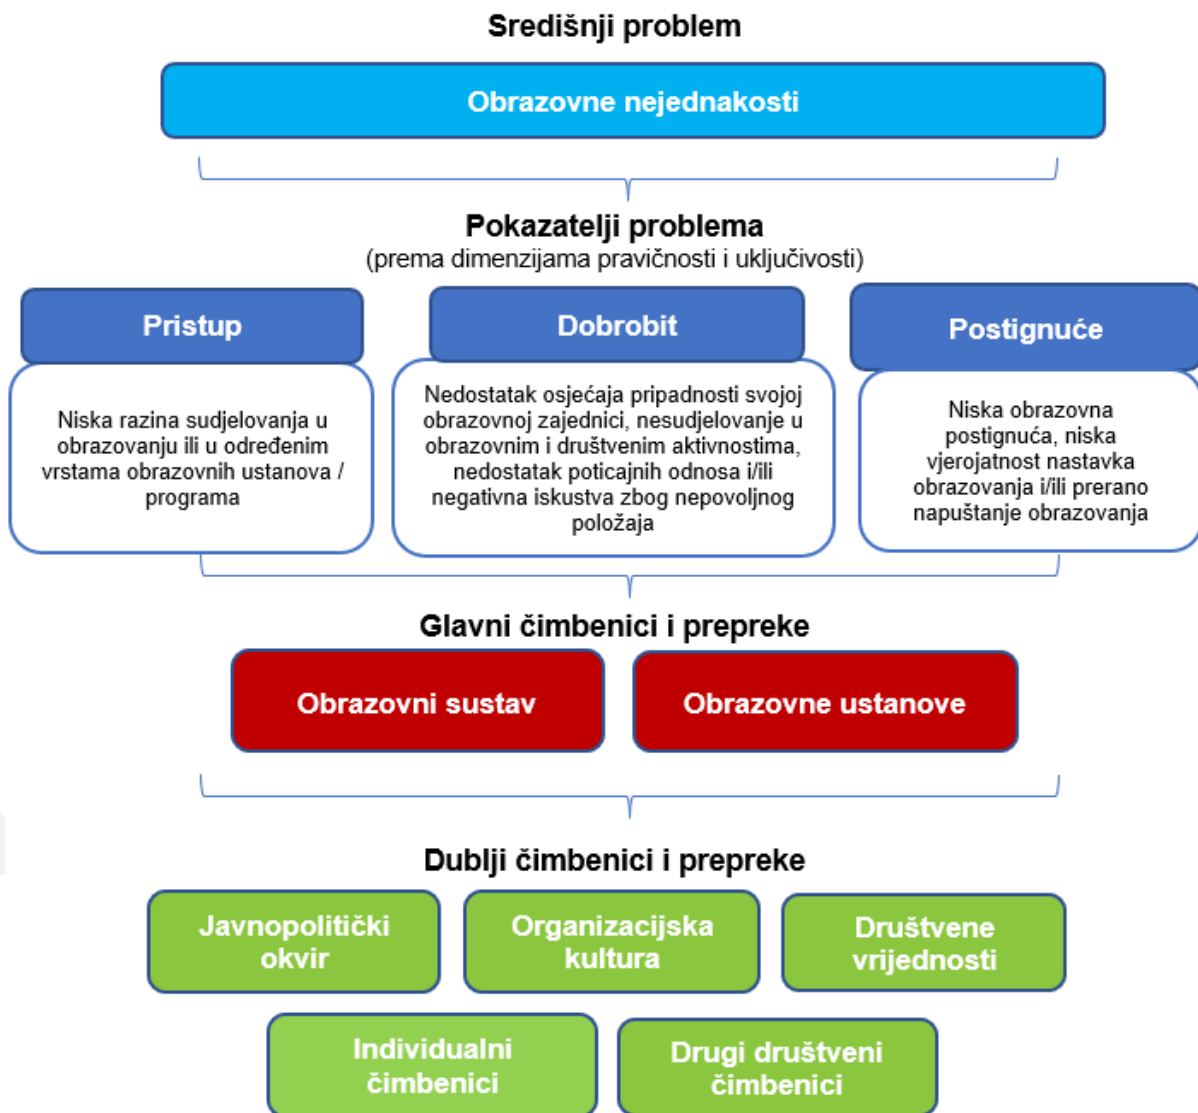 Središnji problem
Obrazovne nejednakosti
Pokazatelji problema
(prema dimenzijama pravičnosti i uključivosti)
Pristup
Niska razina sudjelovanja u
obrazovanju ili u određenim
vrstama obrazovnih ustanova /
programa
Dobrobit
Nedostatak osjećaja pripadnosti svojoj
obrazovnoj zajednici, nesudjelovanje u
obrazovnim i društvenim aktivnostima,
nedostatak poticajnih odnosa i/ili
negativna iskustva zbog nepovoljnog
položaja
Postignuće
Niska obrazovna
postignuća, niska
vjerojatnost nastavka
obrazovanja i/ili prerano
napuštanje obrazovanja
Glavni čimbenici i prepreke
Obrazovni sustav
Obrazovne ustanove
Dublji čimbenici i prepreke
Javnopolitički
okvir
Organizacijska
kultura
Društvene
vrijednosti
Individualni
čimbenici
Drugi društveni
čimbenici